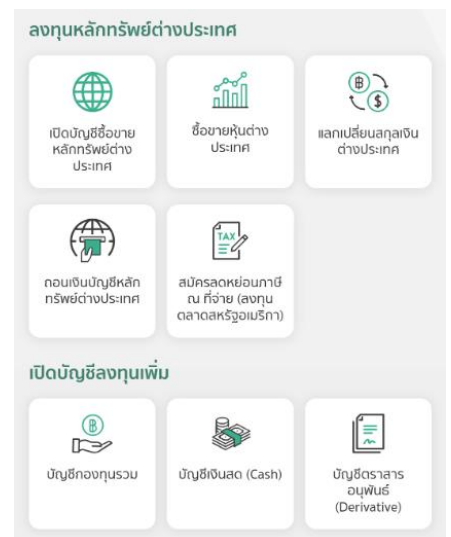 ลงทุนหลักทรัพย์ต่างประเทศ
เปิดบัญชีซื้อขาย
หลักทรัพย์ต่าง
ประเทศ
ซื้อขายหุ้นต่าง
ประเทศ
฿
$
แลกเปลี่ยนสกุลเงิน
ต่างประเทศ
ถอนเงินบัญชีหลัก
ทรัพย์ต่างประเทศ
TAX
สมัครลดหย่อนภาษี
ณ ที่จ่าย (ลงทุน
ตลาดสหรัฐอเมริกา)
เปิดบัญชีลงทุนเพิ่ม
฿
บัญชีกองทุนรวม
บัญชีเงินสด (Cash)
บัญชีตราสาร
อนุพันธ์
(Derivative)